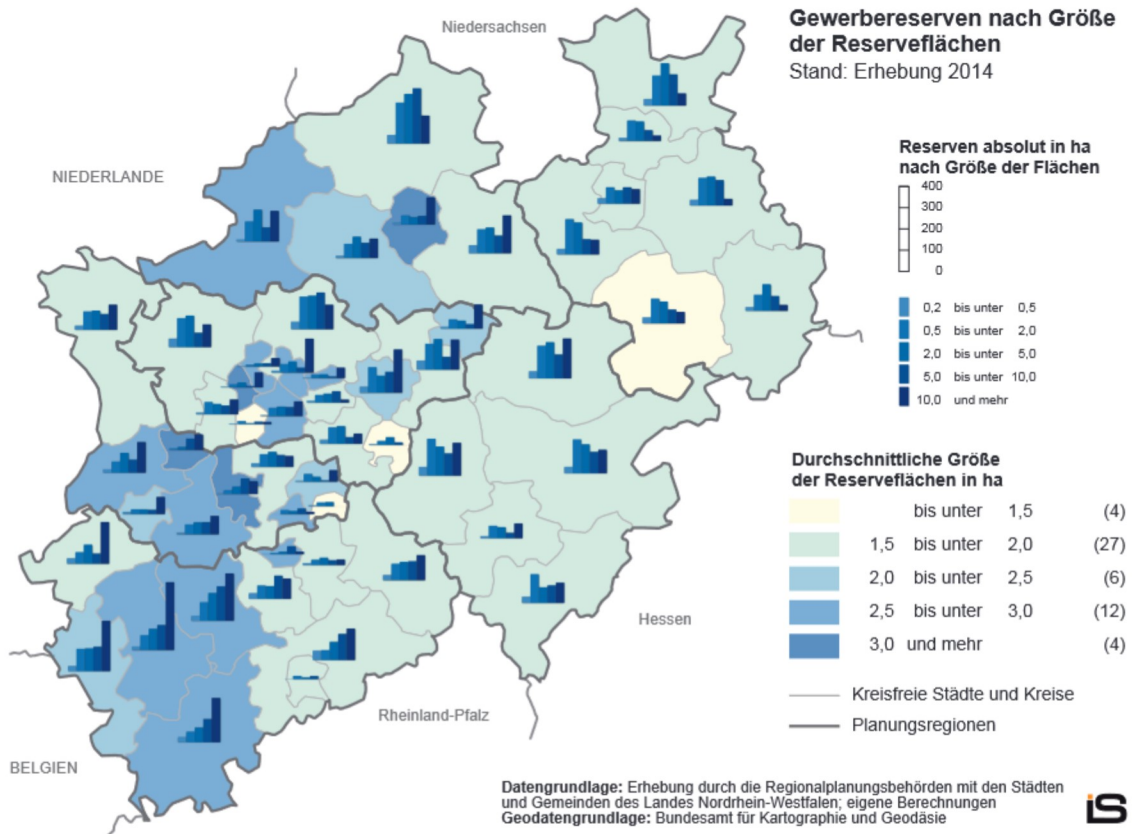 Gewerbereserven nach Größe
der Reserveflächen
Stand: Erhebung 2014
Niedersachsen
NIEDERLANDE
Reserven absolut in ha
nach Größe der Flächen
400
300
200
100
0
0,2 bis unter 0,5
0,5 bis unter 2,0
2,0 bis unter 5,0
5,0 bis unter 10,0
10,0 und mehr
Durchschnittliche Größe
der Reserveflächen in ha
bis unter 1,5 (4)
1,5 bis unter 2,0 (27)
2,0 bis unter 2,5 (6)
2,5 bis unter 3,0 (12)
3,0 und mehr (4)
Hessen
Kreisfreie Städte und Kreise
Rheinland-Pfalz
Planungsregionen
BELGIEN
Datengrundlage: Erhebung durch die Regionalplanungsbehörden mit den Städten
und Gemeinden des Landes Nordrhein-Westfalen; eigene Berechnungen
Geodatengrundlage: Bundesamt für Kartographie und Geodäsie
iS